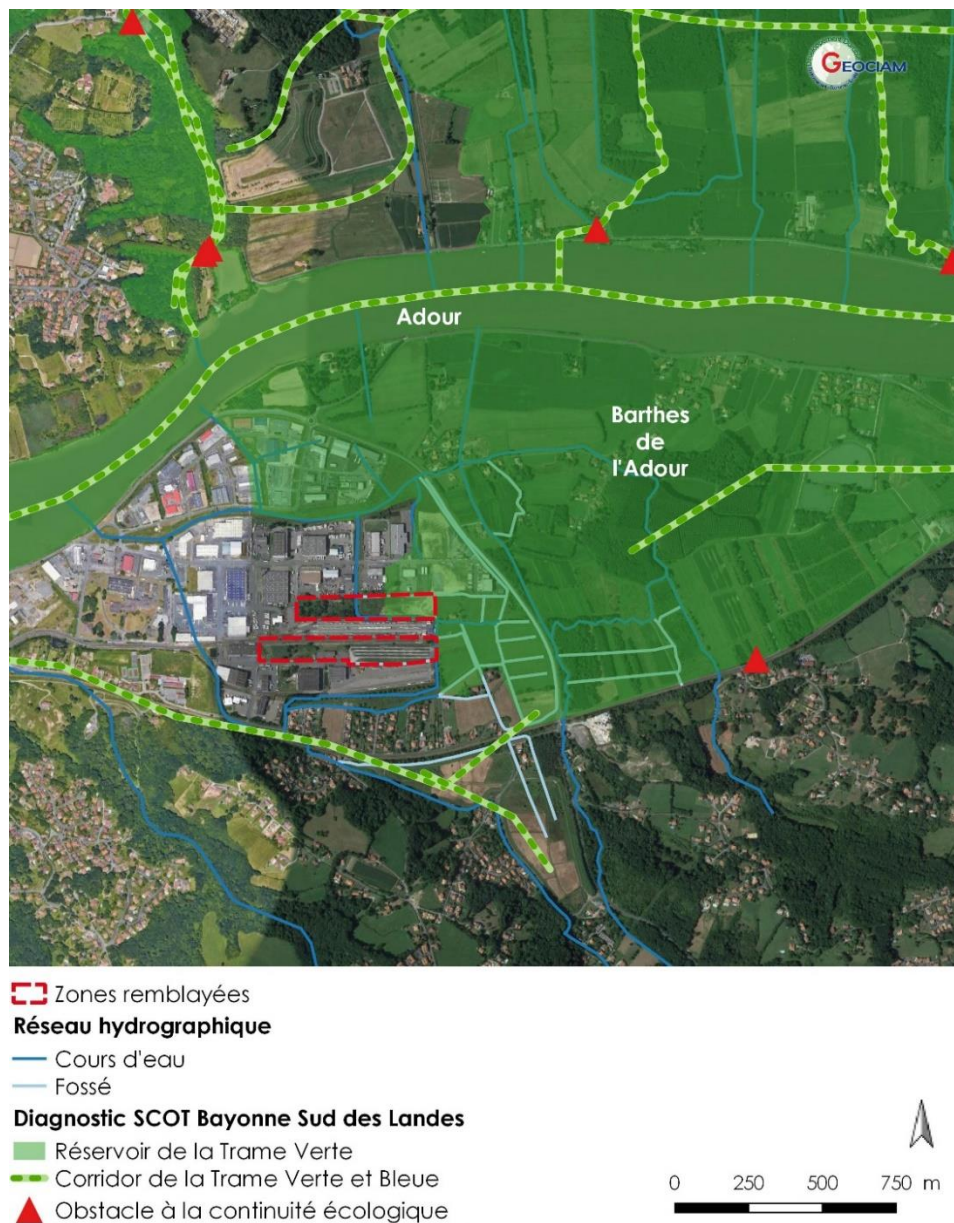 GEOCIAM
Adour
Barthes
de
l'Adour
Zones remblayées
Réseau hydrographique
Cours d'eau
Fossé
Diagnostic SCOT Bayonne Sud des Landes
Réservoir de la Trame Verte
Corridor de la Trame Verte et Bleue
Obstacle à la continuité écologique
0 250 500 750 m